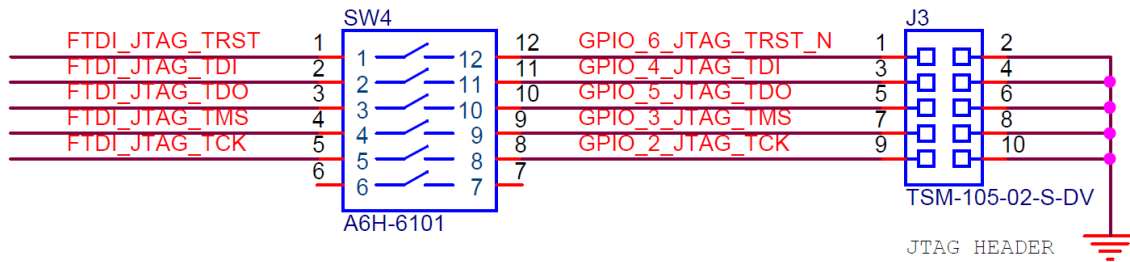 SW4 J3
FTDI_JTAG_TRST 1 1 12 12 GPIO_6_JTAG_TRST_N 1 2
FTDI_JTAG_TDI 2 2 11 11 GPIO_4_JTAG_TDI 3 4
FTDI_JTAG_TDO 3 3 10 10 GPIO_5_JTAG_TDO 5 6
FTDI_JTAG_TMS 4 4 9 9 GPIO_3_JTAG_TMS 7 8
FTDI_JTAG_TCK 5 5 8 8 GPIO_2_JTAG_TCK 9 10
6 6 7 7
A6H-6101 TSM-105-02-S-DV
JTAG HEADER